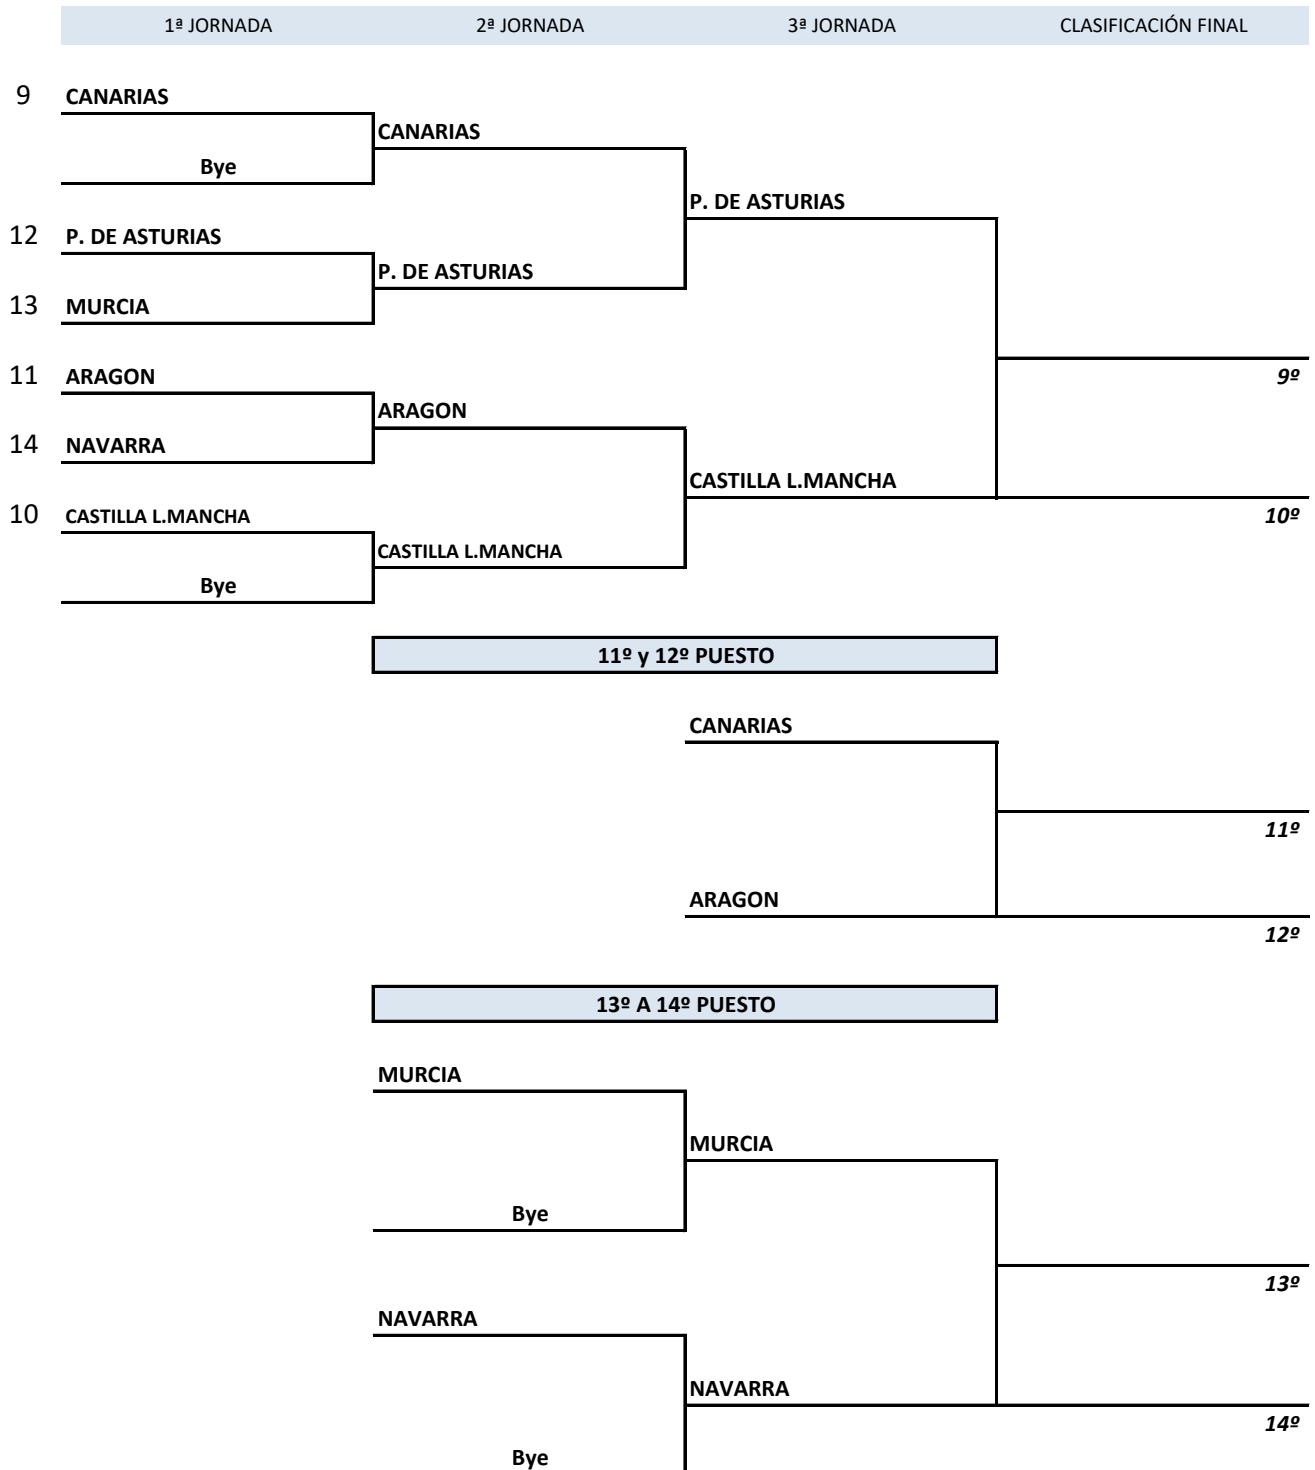 1ª JORNADA 2ª JORNADA 3ª JORNADA CLASIFICACIÓN FINAL
9 CANARIAS
CANARIAS
Bye
P. DE ASTURIAS
12 P. DE ASTURIAS
P. DE ASTURIAS
13 MURCIA
11 ARAGON 9º
ARAGON
14 NAVARRA
CASTILLA L.MANCHA
10 CASTILLA L.MANCHA 10º
CASTILLA L.MANCHA
Bye
11º y 12º PUESTO
CANARIAS
11º
ARAGON
12º
13º A 14º PUESTO
MURCIA
MURCIA
Bye
13º
NAVARRA
NAVARRA
14º
Bye